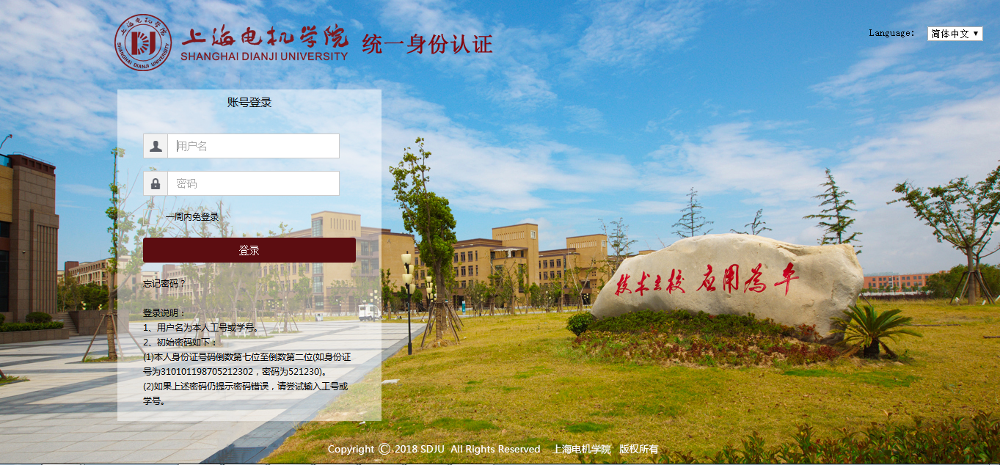 上海电机学院 统一身份认证
SHANGHAI DIANJI UNIVERSITY
Language:
简体中文
账号登录
用户名
密码
一周内免登录
登录
忘记密码？
登录说明：
1、用户名为本人工号或学号。
2、初始密码如下：
(1)本人身份证号码倒数第七位至倒数第二位(如身份证
号为310101198705212302，密码为521230)。
(2)如果上述密码仍提示密码错误，请尝试输入工号或
学号。
技术立校 应用为本
Copyright © 2018 SDJU All Rights Reserved 上海电机学院 版权所有